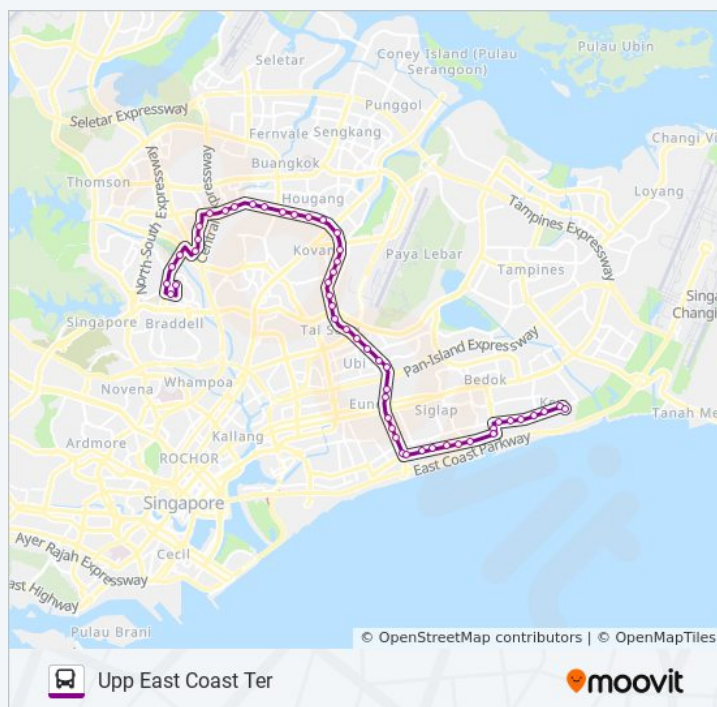 Seletar
Coney Island (Pulau
Serangoon)
Pulau Ubin
Punggol
Seletar Expressway
Fernvale
Sengkang
Changi Vi
Thomson
North-South Expressway
Central Expressway
Buangkok
Loyang
Hougang
Tampines Expressway
Kovan
Paya Lebar
Tampines
Singa
Changi
Singapore
Braddell
Tai S
Pan-Island Expressway
Ubi
Novena
Whampoa
Bedok
Ke
Eun
Siglap
Tanah Me
Kallang
Ardmore
East Coast Parkway
ROCHOR
Singapore
Ayer Rajah Expressway
Cecil
ast Highway
Pulau Brani
© OpenStreetMap contributors | © OpenMapTiles
Upp East Coast Ter
moovit